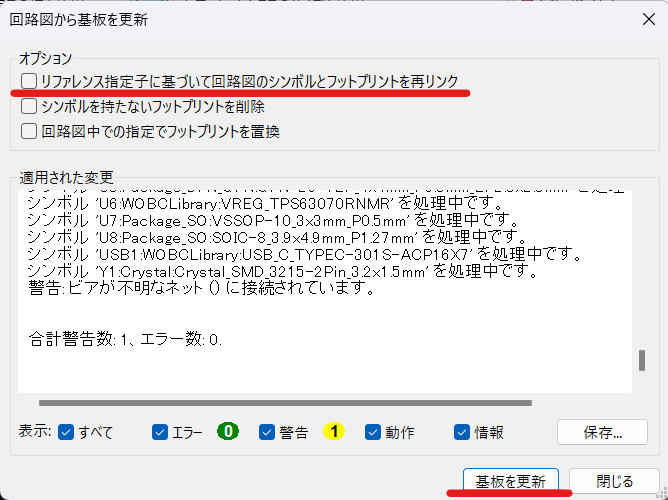 回路図から基板を更新
オプション
リファレンス指定子に基づいて回路図のシンボルとフットプリントを再リンク
シンボルを持たないフットプリントを削除
回路図中での指定でフットプリントを置換
適用された変更
シンボル 'U6:WOBCLibrary:VREG_TPS63070RNMR' を処理中です。
シンボル 'U7:Package_SO:VSSOP-10_3x3mm_P0.5mm' を処理中です。
シンボル 'U8:Package_SO:SOIC-8_3.9x4.9mm_P1.27mm' を処理中です。
シンボル 'USB1:WOBCLibrary:USB_C_TYPEC-301S-ACP16X7' を処理中です。
シンボル 'Y1:Crystal:Crystal_SMD_3215-2Pin_3.2x1.5mm' を処理中です。
警告: ビアが不明なネット () に接続されています。
合計警告数: 1、エラー数: 0.
表示: すべて エラー 0 警告 1 動作 情報 保存...
基板を更新 閉じる